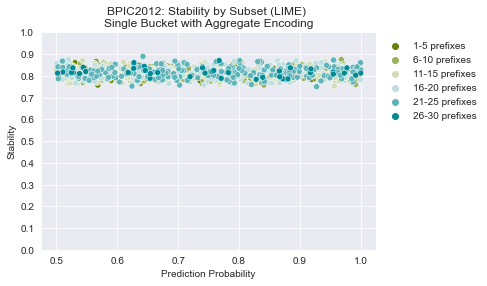 BPIC2012: Stability by Subset (LIME)
Single Bucket with Aggregate Encoding
1.0
0.9
0.8
0.7
0.6
0.5
0.4
0.3
0.2
0.1
0.0
Stability
0.5 0.6 0.7 0.8 0.9 1.0
Prediction Probability
1-5 prefixes
6-10 prefixes
11-15 prefixes
16-20 prefixes
21-25 prefixes
26-30 prefixes